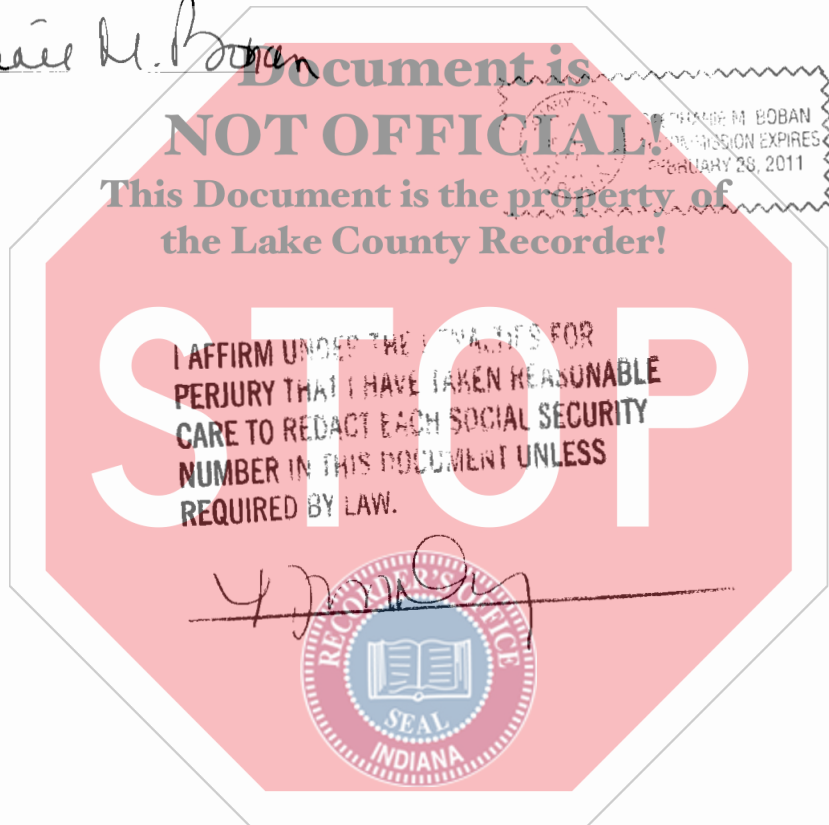 M. Boban
Document is
NOT OFFICIAL!
This Document is the property of
the Lake County Recorder!
M. BOBAN
COMMISSION EXPIRES
FEBRUARY 28, 2011
STOP
I AFFIRM UNDER THE PENALTIES FOR
PERJURY THAT I HAVE TAKEN REASONABLE
CARE TO REDACT EACH SOCIAL SECURITY
NUMBER IN THIS DOCUMENT UNLESS
REQUIRED BY LAW.
RECORDER'S OFFICE
SEAL
INDIANA